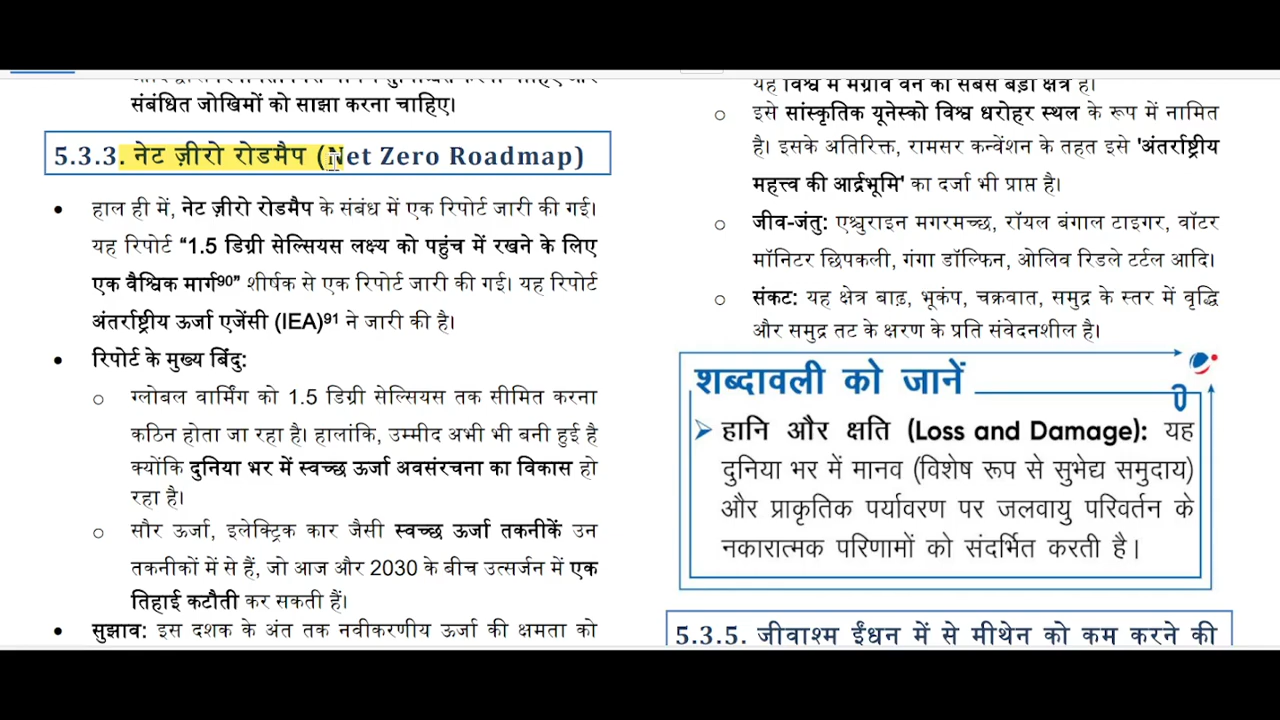 संबंधित जोखिमों को साझा करना चाहिए।
5.3.3. नेट ज़ीरो रोडमैप (Net Zero Roadmap)
• हाल ही में, नेट ज़ीरो रोडमैप के संबंध में एक रिपोर्ट जारी की गई।
यह रिपोर्ट “1.5 डिग्री सेल्सियस लक्ष्य को पहुंच में रखने के लिए
एक वैश्विक मार्ग⁹⁰” शीर्षक से एक रिपोर्ट जारी की गई। यह रिपोर्ट
अंतर्राष्ट्रीय ऊर्जा एजेंसी (IEA)⁹¹ ने जारी की है।
• रिपोर्ट के मुख्य बिंदु:
○ ग्लोबल वार्मिंग को 1.5 डिग्री सेल्सियस तक सीमित करना
कठिन होता जा रहा है। हालांकि, उम्मीद अभी भी बनी हुई है
क्योंकि दुनिया भर में स्वच्छ ऊर्जा अवसंरचना का विकास हो
रहा है।
○ सौर ऊर्जा, इलेक्ट्रिक कार जैसी स्वच्छ ऊर्जा तकनीकें उन
तकनीकों में से हैं, जो आज और 2030 के बीच उत्सर्जन में एक
तिहाई कटौती कर सकती हैं।
• सुझाव: इस दशक के अंत तक नवीकरणीय ऊर्जा की क्षमता को
यह विश्व में मैंग्रोव वन का सबसे बड़ा क्षेत्र है।
○ इसे सांस्कृतिक यूनेस्को विश्व धरोहर स्थल के रूप में नामित
है। इसके अतिरिक्त, रामसर कन्वेंशन के तहत इसे 'अंतर्राष्ट्रीय
महत्त्व की आर्द्रभूमि' का दर्जा भी प्राप्त है।
○ जीव-जंतु: एश्चुराइन मगरमच्छ, रॉयल बंगाल टाइगर, वॉटर
मॉनिटर छिपकली, गंगा डॉल्फिन, ओलिव रिडले टर्टल आदि।
○ संकट: यह क्षेत्र बाढ़, भूकंप, चक्रवात, समुद्र के स्तर में वृद्धि
और समुद्र तट के क्षरण के प्रति संवेदनशील है।
शब्दावली को जानें
➤ हानि और क्षति (Loss and Damage): यह
दुनिया भर में मानव (विशेष रूप से सुभेद्य समुदाय)
और प्राकृतिक पर्यावरण पर जलवायु परिवर्तन के
नकारात्मक परिणामों को संदर्भित करती है।
5.3.5. जीवाश्म ईंधन में से मीथेन को कम करने की